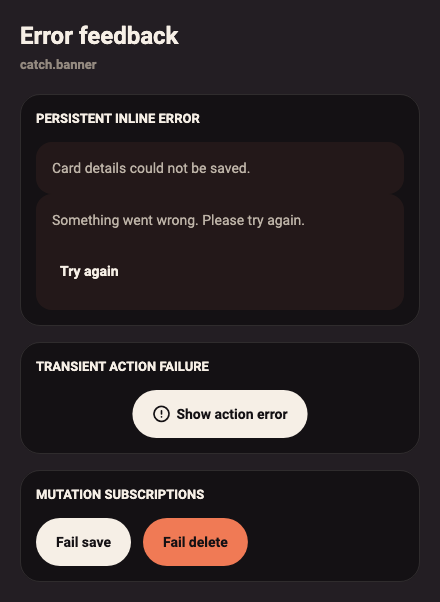 Error feedback
catch.banner
PERSISTENT INLINE ERROR
Card details could not be saved.
Something went wrong. Please try again.
Try again
TRANSIENT ACTION FAILURE
Show action error
MUTATION SUBSCRIPTIONS
Fail save
Fail delete